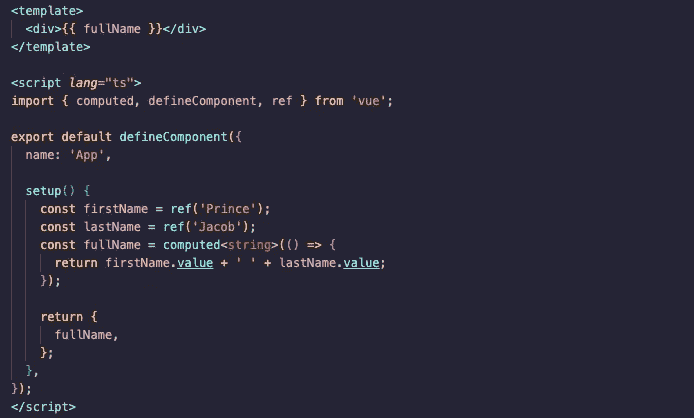 <template>
  <div>{{ fullName }}</div>
</template>

<script lang="ts">
import { computed, defineComponent, ref } from 'vue';

export default defineComponent({
  name: 'App',

  setup() {
    const firstName = ref('Prince');
    const lastName = ref('Jacob');
    const fullName = computed<string>(() => {
      return firstName.value + ' ' + lastName.value;
    });

    return {
      fullName,
    };
  },
});
</script>